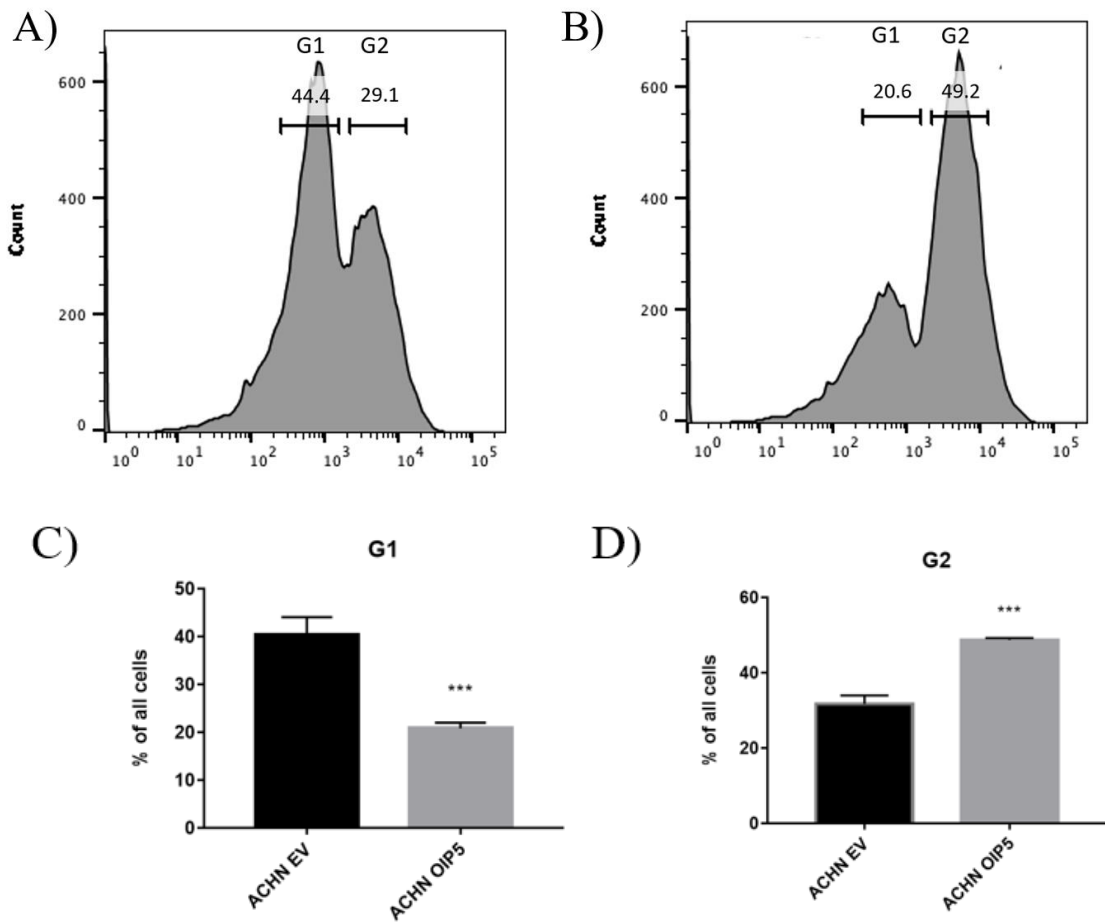 A)
G1 G2
44.4 29.1
600
400
200
0
Count
10^0 10^1 10^2 10^3 10^4 10^5
B)
G1 G2
20.6 49.2
600
400
200
0
Count
10^0 10^1 10^2 10^3 10^4 10^5
C)
G1
50
40
30
20
10
0
% of all cells
***
ACHN EV
ACHN OIP5
D)
G2
60
40
20
0
% of all cells
***
ACHN EV
ACHN OIP5